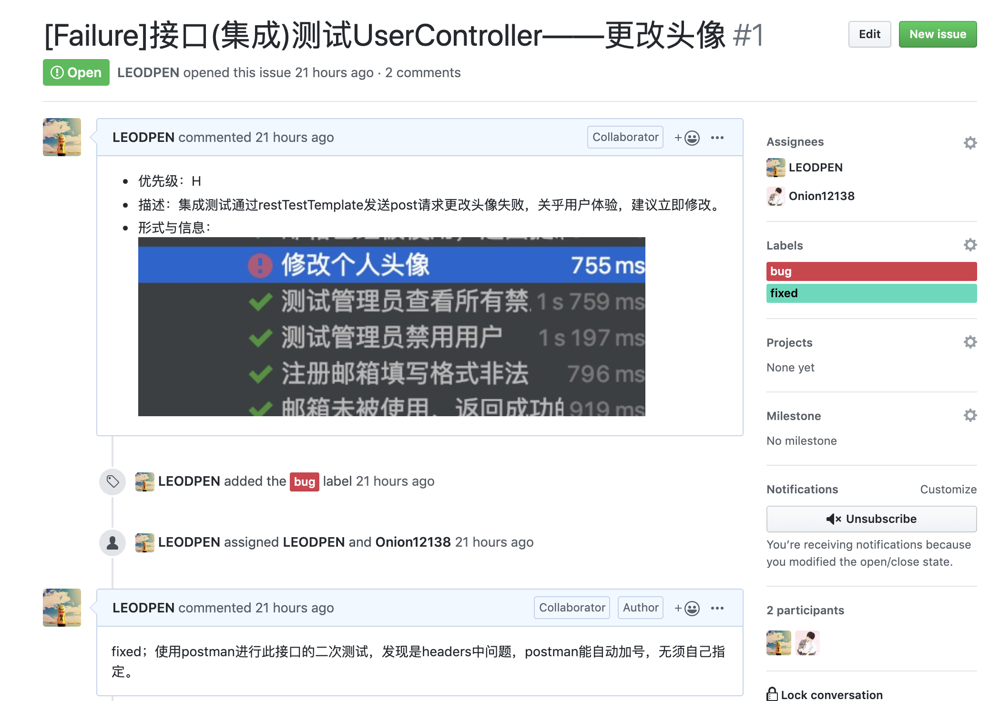 [Failure]接口(集成)测试UserController——更改头像 #1
Edit
New issue
Open
LEODPEN opened this issue 21 hours ago · 2 comments
LEODPEN commented 21 hours ago
Collaborator
优先级：H
描述：集成测试通过restTestTemplate发送post请求更改头像失败，关乎用户体验，建议立即修改。
形式与信息：
修改个人头像 755 ms
测试管理员查看所有禁 1 s 759 ms
测试管理员禁用用户 1 s 197 ms
注册邮箱填写格式非法 796 ms
邮箱未被使用，返回成功的 919 ms
LEODPEN added the bug label 21 hours ago
LEODPEN assigned LEODPEN and Onion12138 21 hours ago
LEODPEN commented 21 hours ago
Collaborator
Author
fixed；使用postman进行此接口的二次测试，发现是headers中问题，postman能自动加号，无须自己指
定。
Assignees
LEODPEN
Onion12138
Labels
bug
fixed
Projects
None yet
Milestone
No milestone
Notifications
Customize
Unsubscribe
You’re receiving notifications because
you modified the open/close state.
2 participants
Lock conversation